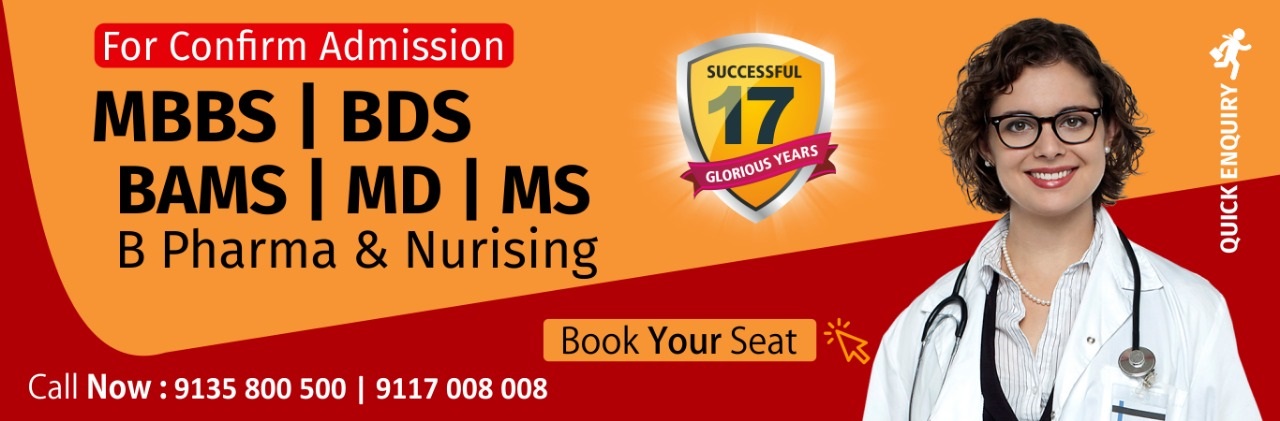 For Confirm Admission
MBBS | BDS
BAMS | MD | MS
B Pharma & Nurising
SUCCESSFUL
17
GLORIOUS YEARS
QUICK ENQUIRY
Book Your Seat
Call Now : 9135 800 500 | 9117 008 008